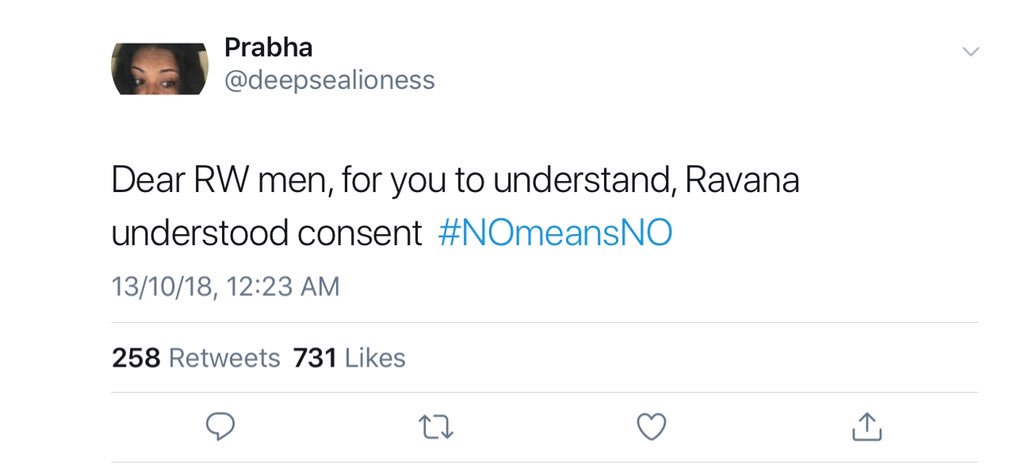 Prabha
@deepsealioness
Dear RW men, for you to understand, Ravana
understood consent #NOmeansNO
13/10/18, 12:23 AM
258 Retweets 731 Likes